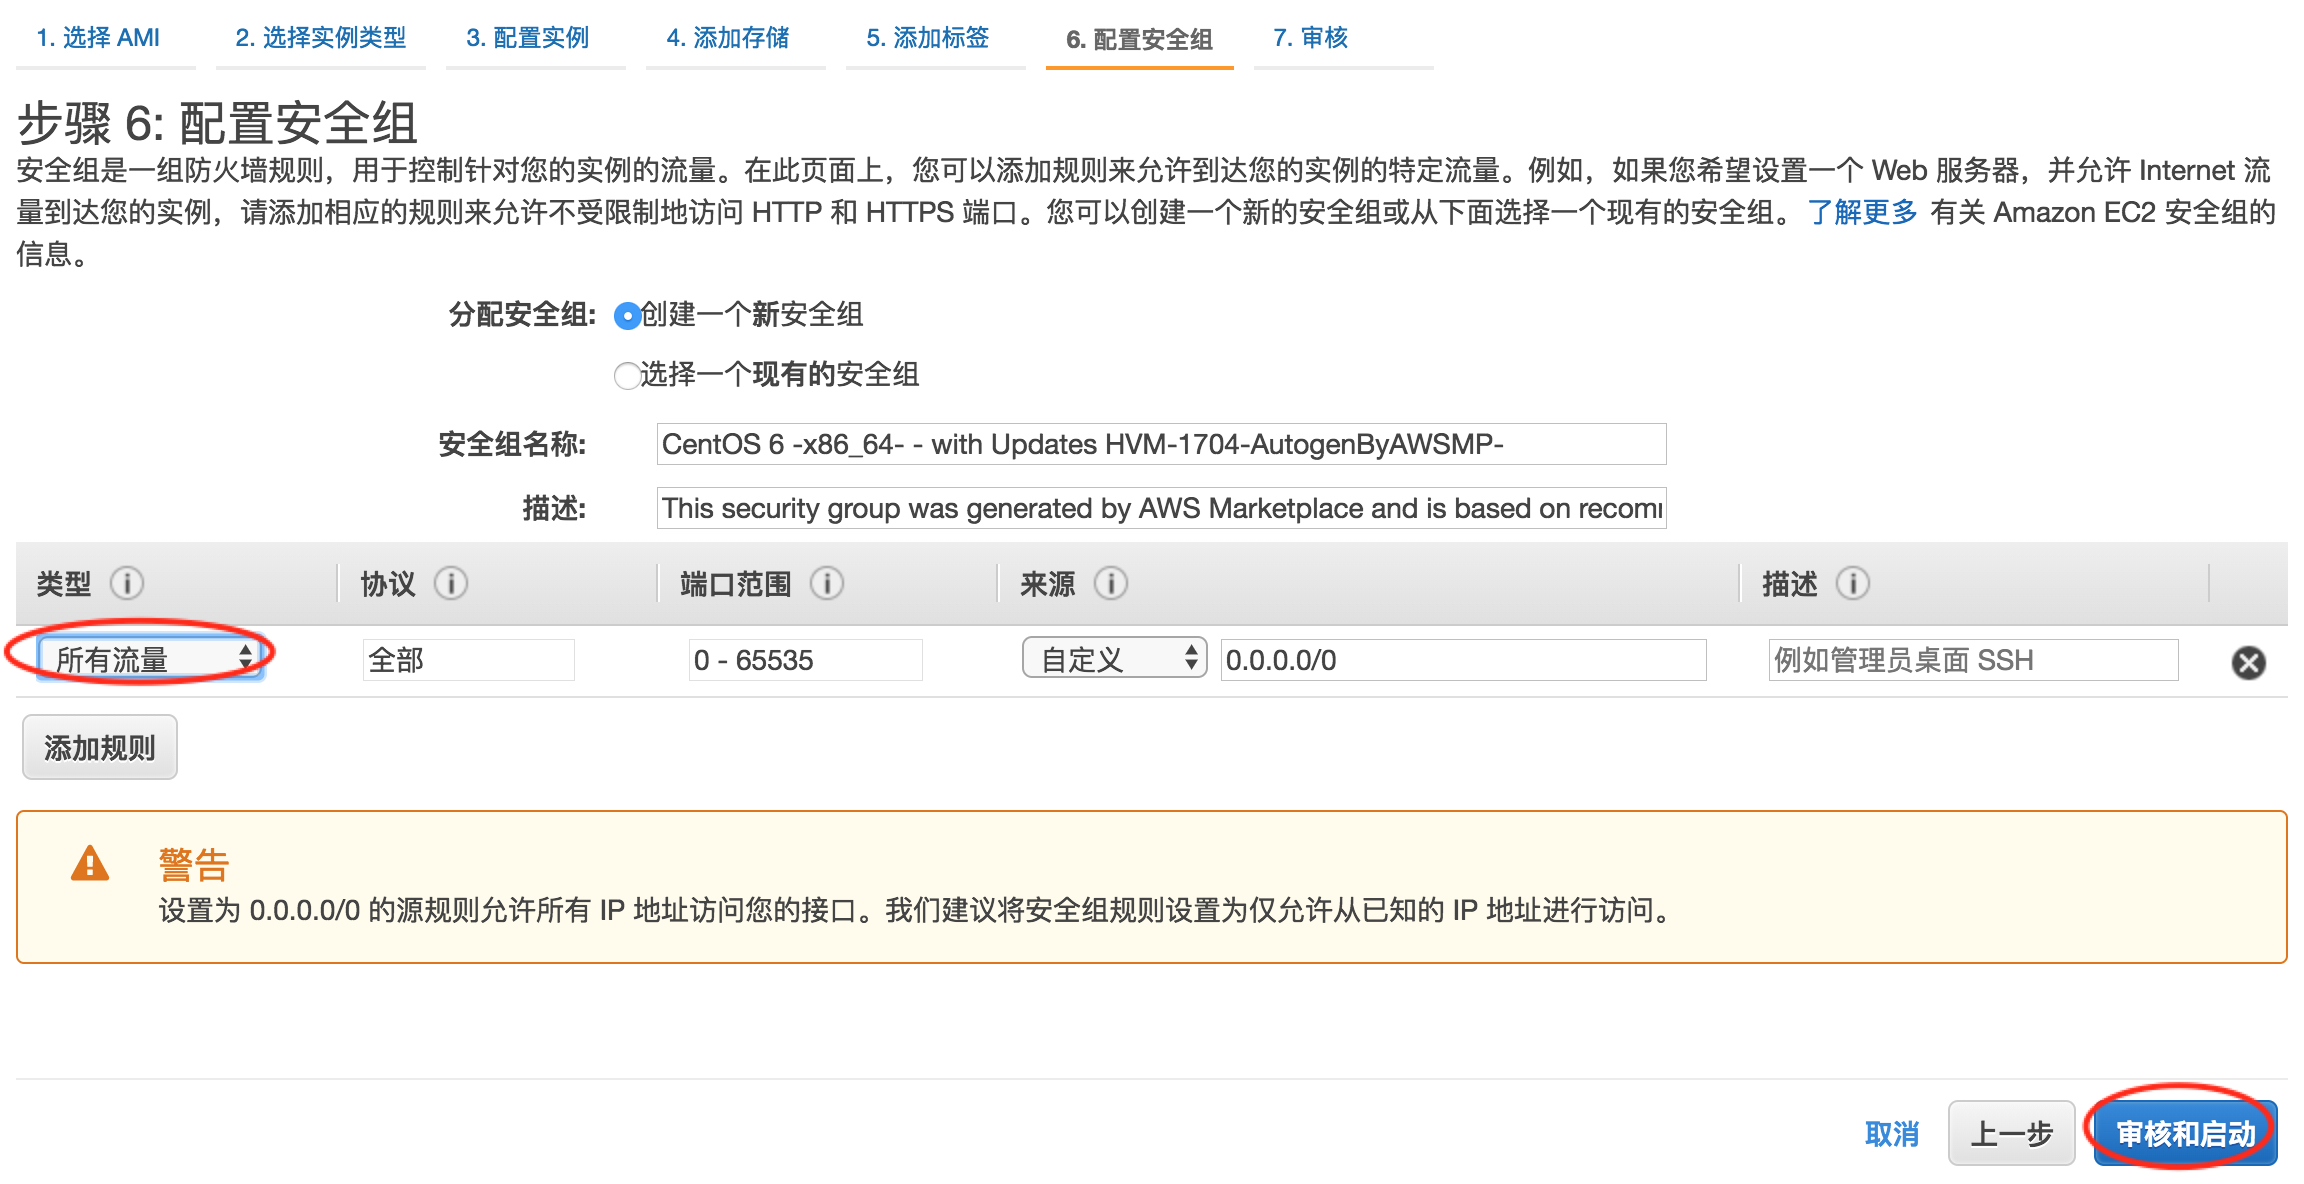 1. 选择 AMI 2. 选择实例类型 3. 配置实例 4. 添加存储 5. 添加标签 6. 配置安全组 7. 审核
步骤 6: 配置安全组
安全组是一组防火墙规则，用于控制针对您的实例的流量。在此页面上，您可以添加规则来允许到达您的实例的特定流量。例如，如果您希望设置一个 Web 服务器，并允许 Internet 流
量到达您的实例，请添加相应的规则来允许不受限制地访问 HTTP 和 HTTPS 端口。您可以创建一个新的安全组或从下面选择一个现有的安全组。 了解更多 有关 Amazon EC2 安全组的
信息。
分配安全组: 创建一个新安全组
选择一个现有的安全组
安全组名称: CentOS 6 -x86_64- - with Updates HVM-1704-AutogenByAWSMP-
描述: This security group was generated by AWS Marketplace and is based on
类型 协议 端口范围 来源 描述
所有流量 全部 0 - 65535 自定义 0.0.0.0/0 例如管理员桌面 SSH
添加规则
警告
设置为 0.0.0.0/0 的源规则允许所有 IP 地址访问您的接口。我们建议将安全组规则设置为仅允许从已知的 IP 地址进行访问。
取消 上一步 审核和启动